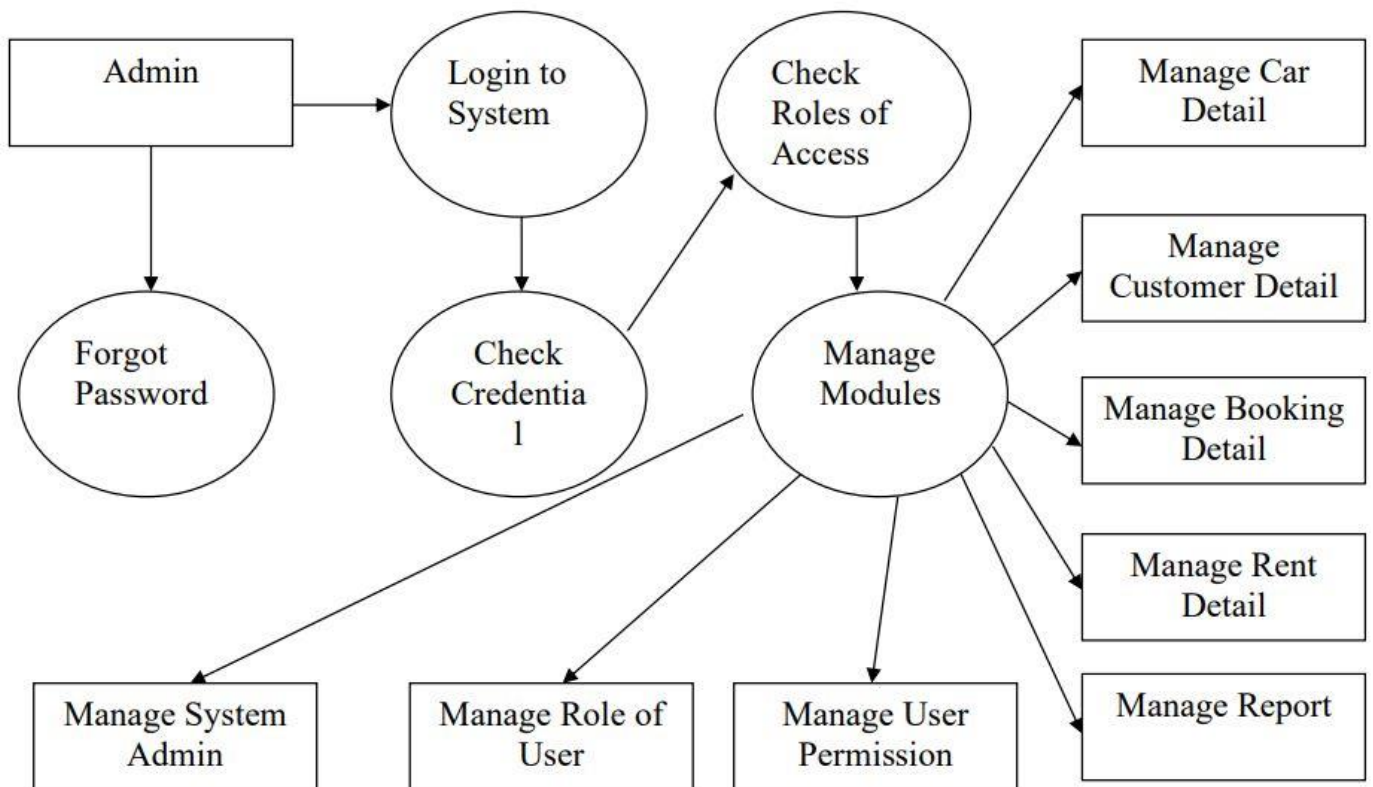 Admin
Login to
System
Check
Roles of
Access
Manage Car
Detail
Manage
Customer Detail
Forgot
Password
Check
Credentia
l
Manage
Modules
Manage Booking
Detail
Manage Rent
Detail
Manage System
Admin
Manage Role of
User
Manage User
Permission
Manage Report